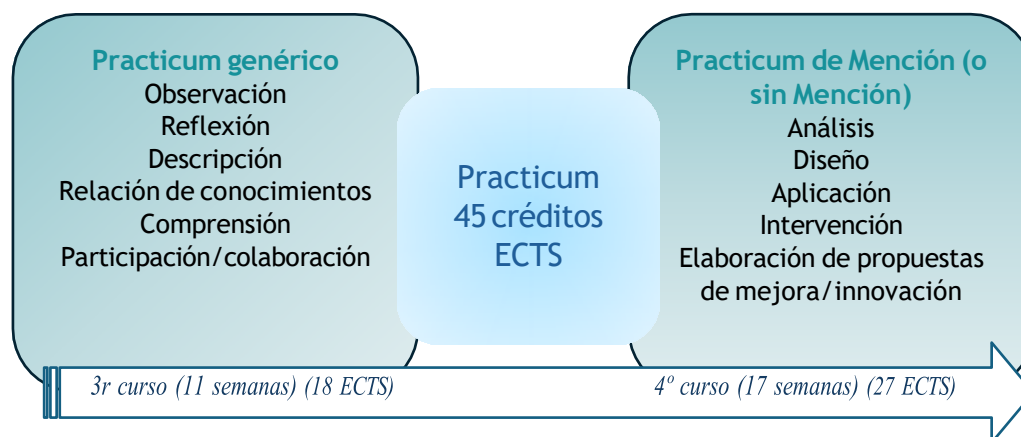 Practicum genérico
Observación
Reflexión
Descripción
Relación de conocimientos
Comprensión
Participación/colaboración
Practicum
45 créditos
ECTS
Practicum de Mención (o
sin Mención)
Análisis
Diseño
Aplicación
Intervención
Elaboración de propuestas
de mejora/innovación
3r curso (11 semanas) (18 ECTS)
4º curso (17 semanas) (27 ECTS)